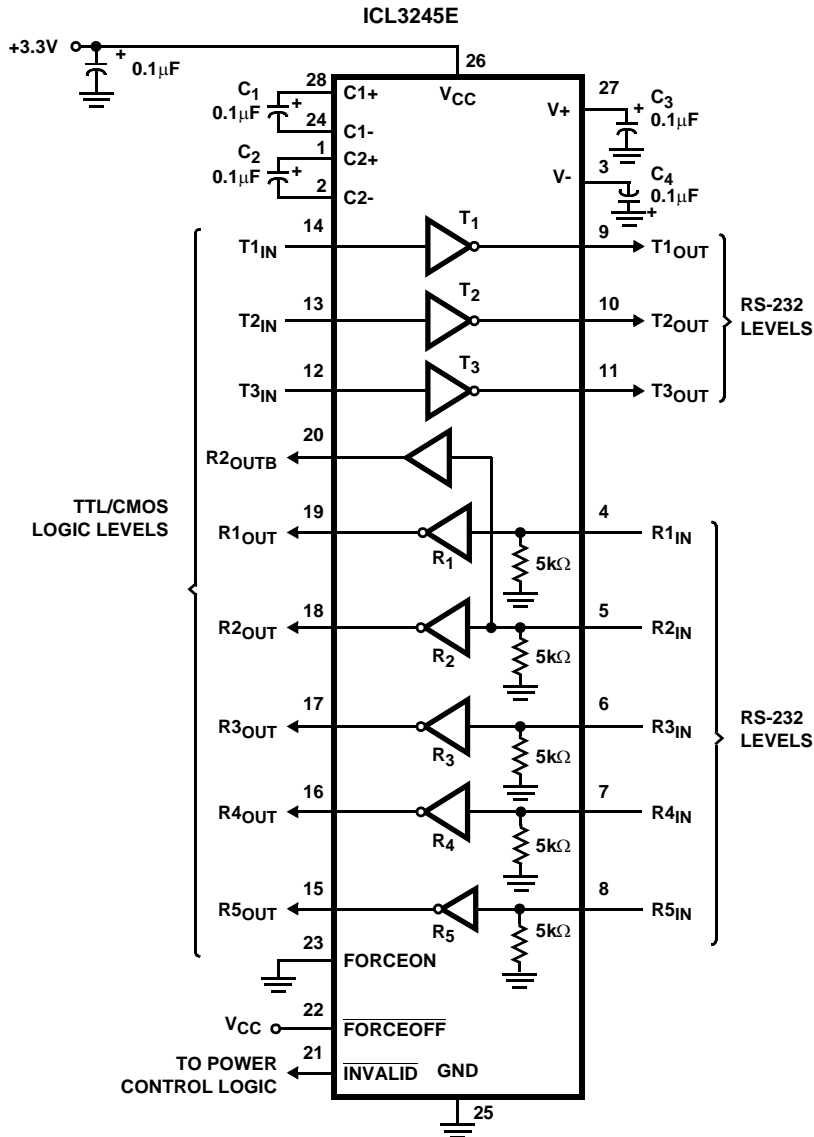 ICL3245E
+3.3V
+
0.1μF
26
VCC
28
C1+
C1
0.1μF
+
24
C1-
1
C2+
C2
0.1μF
+
2
C2-
27
V+
+
C3
0.1μF
3
V-
C4
0.1μF
+
14
T1IN
T1
9
T1OUT
13
T2IN
T2
10
T2OUT
RS-232
LEVELS
12
T3IN
T3
11
T3OUT
20
R2OUTB
TTL/CMOS
LOGIC LEVELS
19
R1OUT
R1
5kΩ
4
R1IN
18
R2OUT
R2
5kΩ
5
R2IN
17
R3OUT
R3
5kΩ
6
R3IN
RS-232
LEVELS
16
R4OUT
R4
5kΩ
7
R4IN
15
R5OUT
R5
5kΩ
8
R5IN
23
FORCEON
22
VCC
FORCEOFF
21
TO POWER
CONTROL LOGIC
INVALID
GND
25